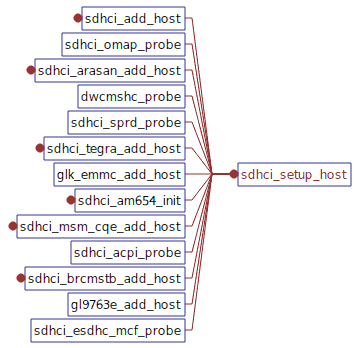 sdhci_add_host
sdhci_omap_probe
sdhci_arasan_add_host
dwcmshc_probe
sdhci_sprd_probe
sdhci_tegra_add_host
glk_emmc_add_host
sdhci_setup_host
sdhci_am654_init
sdhci_msm_cqe_add_host
sdhci_acpi_probe
sdhci_brcmstb_add_host
gl9763e_add_host
sdhci_esdhc_mcf_probe